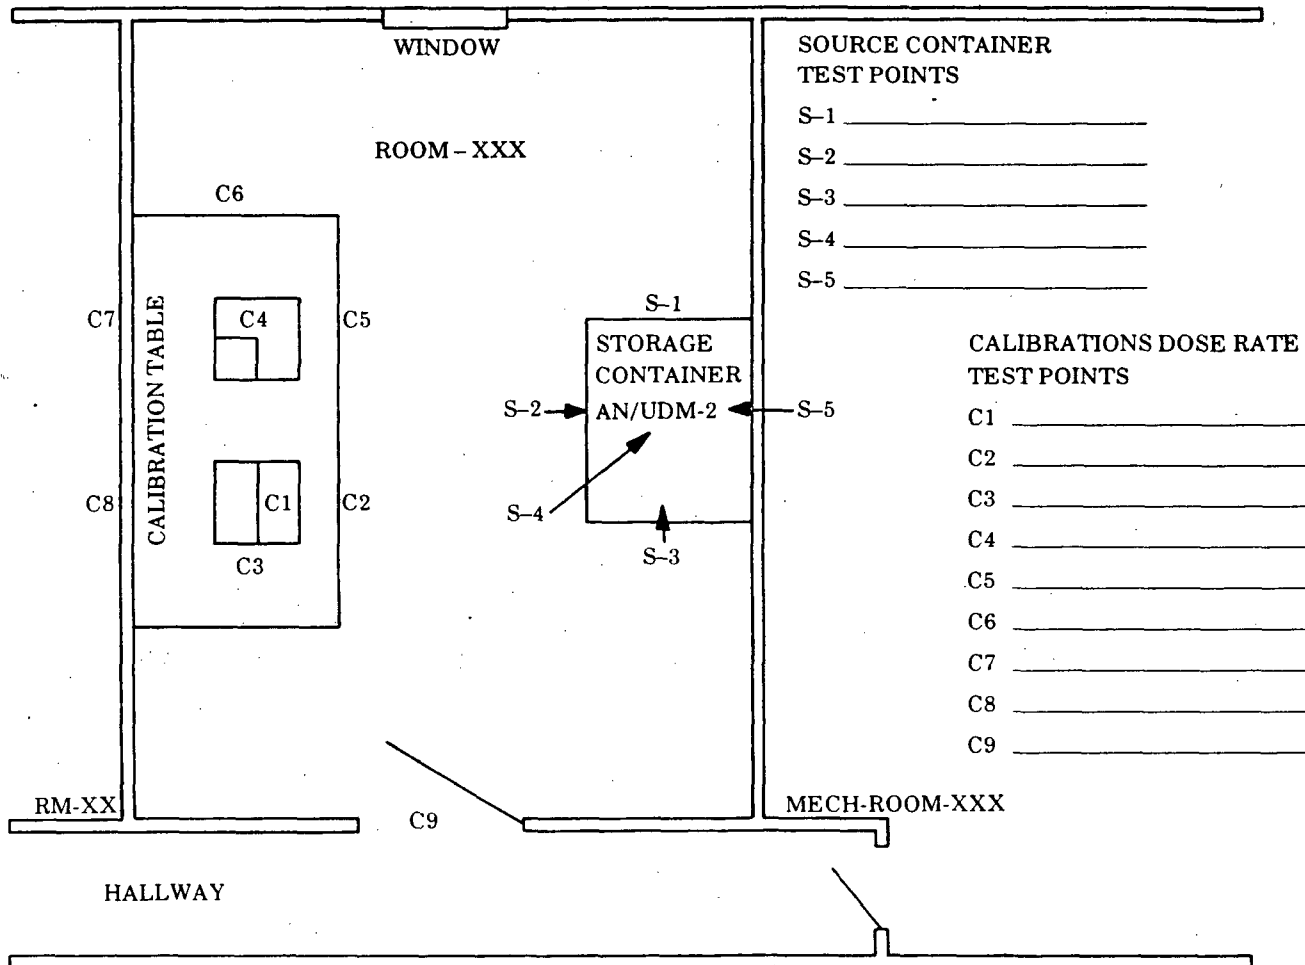 WINDOW
ROOM–XXX
SOURCE CONTAINER
TEST POINTS
S–1
S–2
S–3
S–4
S–5
C6
C7
CALIBRATION TABLE
C4
C5
C8
C1
C2
C3
S–1
STORAGE
CONTAINER
S–2
AN/UDM-2
S–5
S–4
S–3
CALIBRATIONS DOSE RATE
TEST POINTS
C1
C2
C3
C4
C5
C6
C7
C8
C9
RM-XX
C9
MECH-ROOM-XXX
HALLWAY